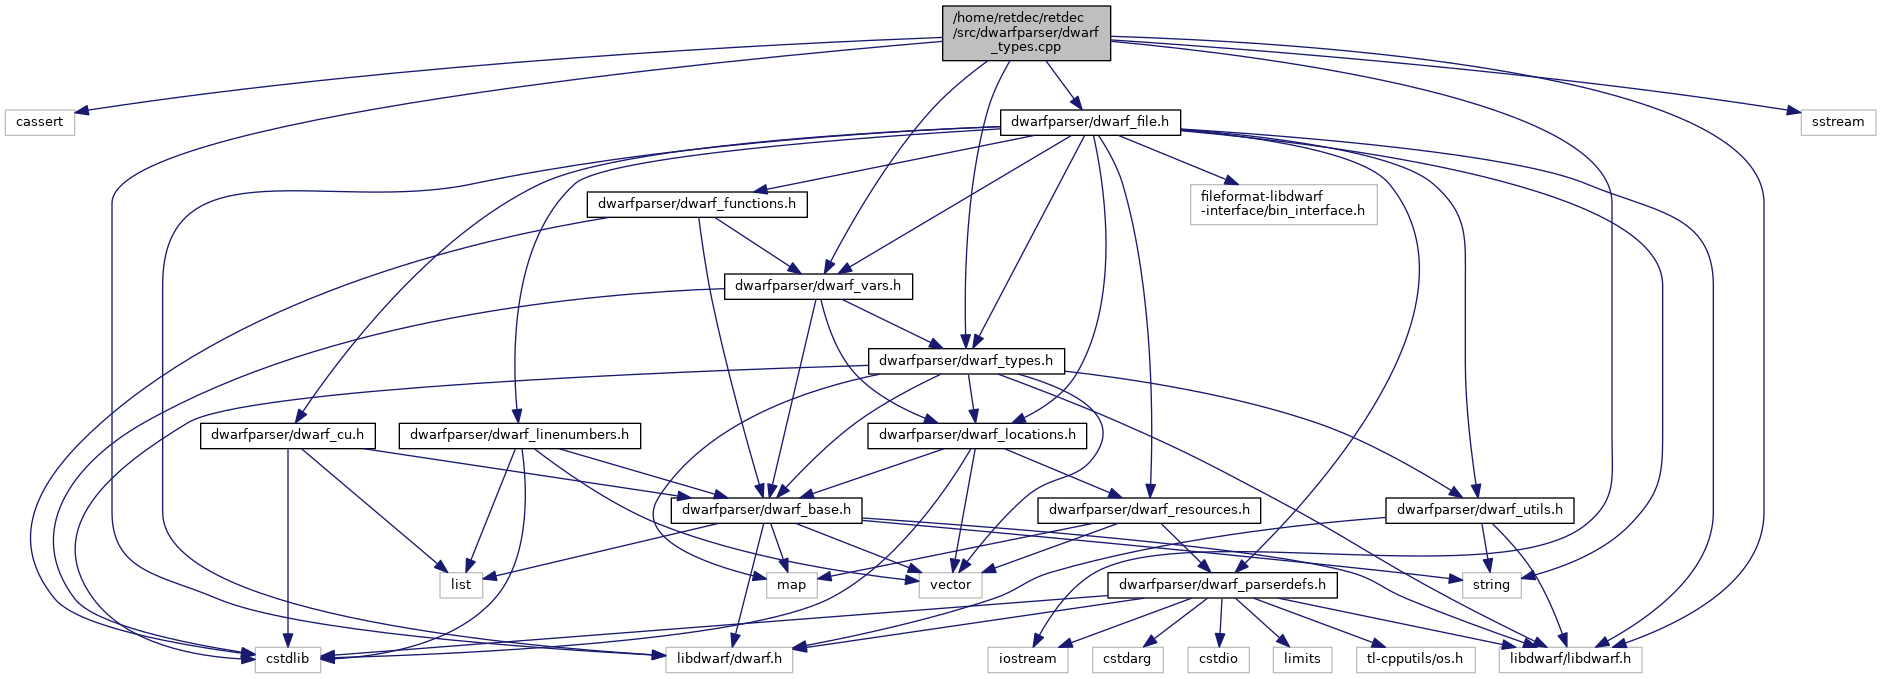 /home/retdec/retdec
/src/dwarfparser/dwarf
_types.cpp
cassert
dwarfparser/dwarf_file.h
sstream
dwarfparser/dwarf_functions.h
fileformat-libdwarf
-interface/bin_interface.h
dwarfparser/dwarf_vars.h
dwarfparser/dwarf_types.h
dwarfparser/dwarf_cu.h
dwarfparser/dwarf_linenumbers.h
dwarfparser/dwarf_locations.h
dwarfparser/dwarf_base.h
dwarfparser/dwarf_resources.h
dwarfparser/dwarf_utils.h
list
map
vector
dwarfparser/dwarf_parserdefs.h
string
cstdlib
libdwarf/dwarf.h
iostream
cstdarg
cstdio
limits
tl-cpputils/os.h
libdwarf/libdwarf.h